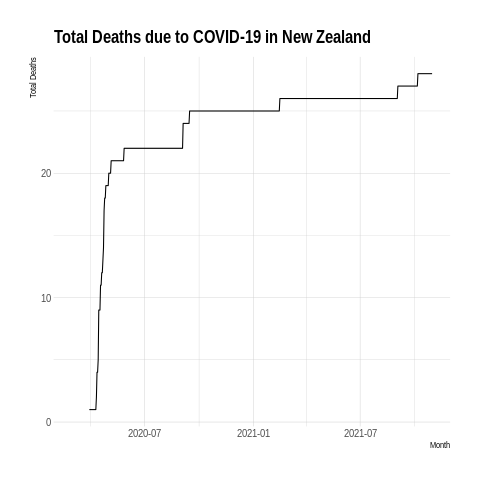 Total Deaths due to COVID-19 in New Zealand
Total Deaths
20
10
0
2020-07 2021-01 2021-07
Month